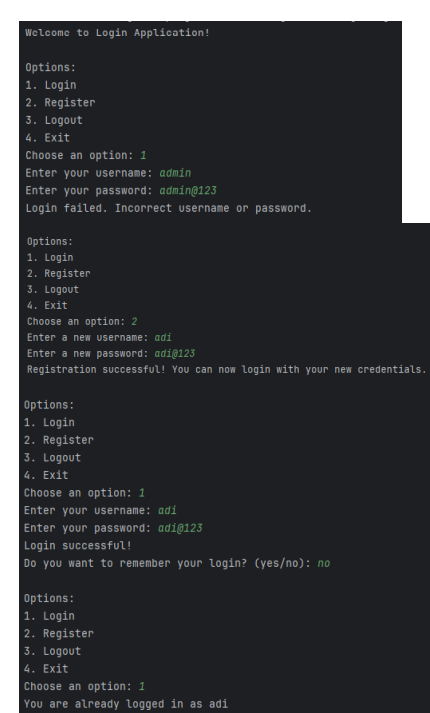 Welcome to Login Application!
Options:
1. Login
2. Register
3. Logout
4. Exit
Choose an option: 1
Enter your username: admin
Enter your password: admin@123
Login failed. Incorrect username or password.
Options:
1. Login
2. Register
3. Logout
4. Exit
Choose an option: 2
Enter a new username: adi
Enter a new password: adi@123
Registration successful! You can now login with your new credentials.
Options:
1. Login
2. Register
3. Logout
4. Exit
Choose an option: 1
Enter your username: adi
Enter your password: adi@123
Login successful!
Do you want to remember your login? (yes/no): no
Options:
1. Login
2. Register
3. Logout
4. Exit
Choose an option: 1
You are already logged in as adi